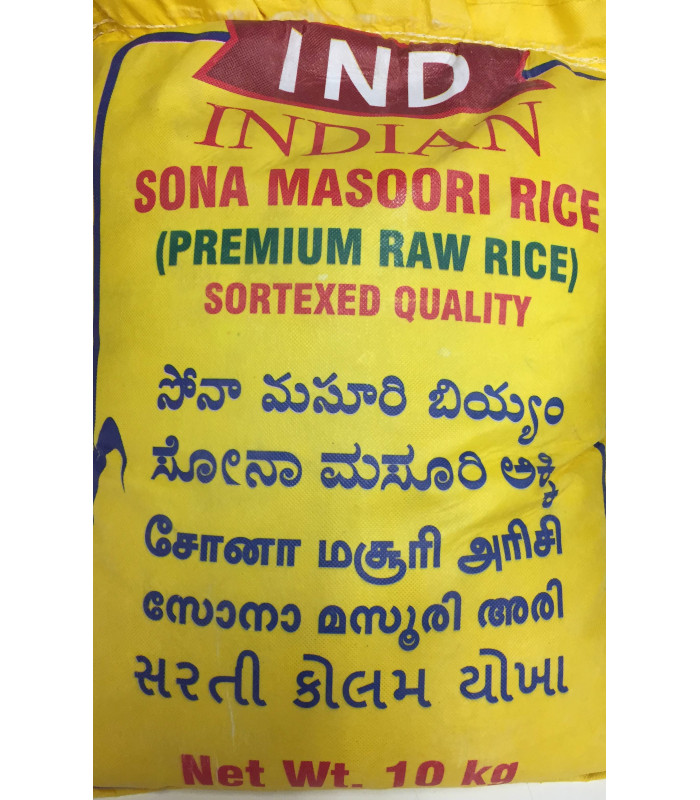 IND
INDIAN
SONA MASOORI RICE
(PREMIUM RAW RICE)
SORTEXED QUALITY
సోనా మసూరి బియ్యం
ಸೋನಾ ಮಸೂರಿ ಅಕ್ಕಿ
சோனா மசூரி அரிசி
സോനാ മസൂരി അരി
સરતી કોલમ ચોખા
Net Wt. 10 kg